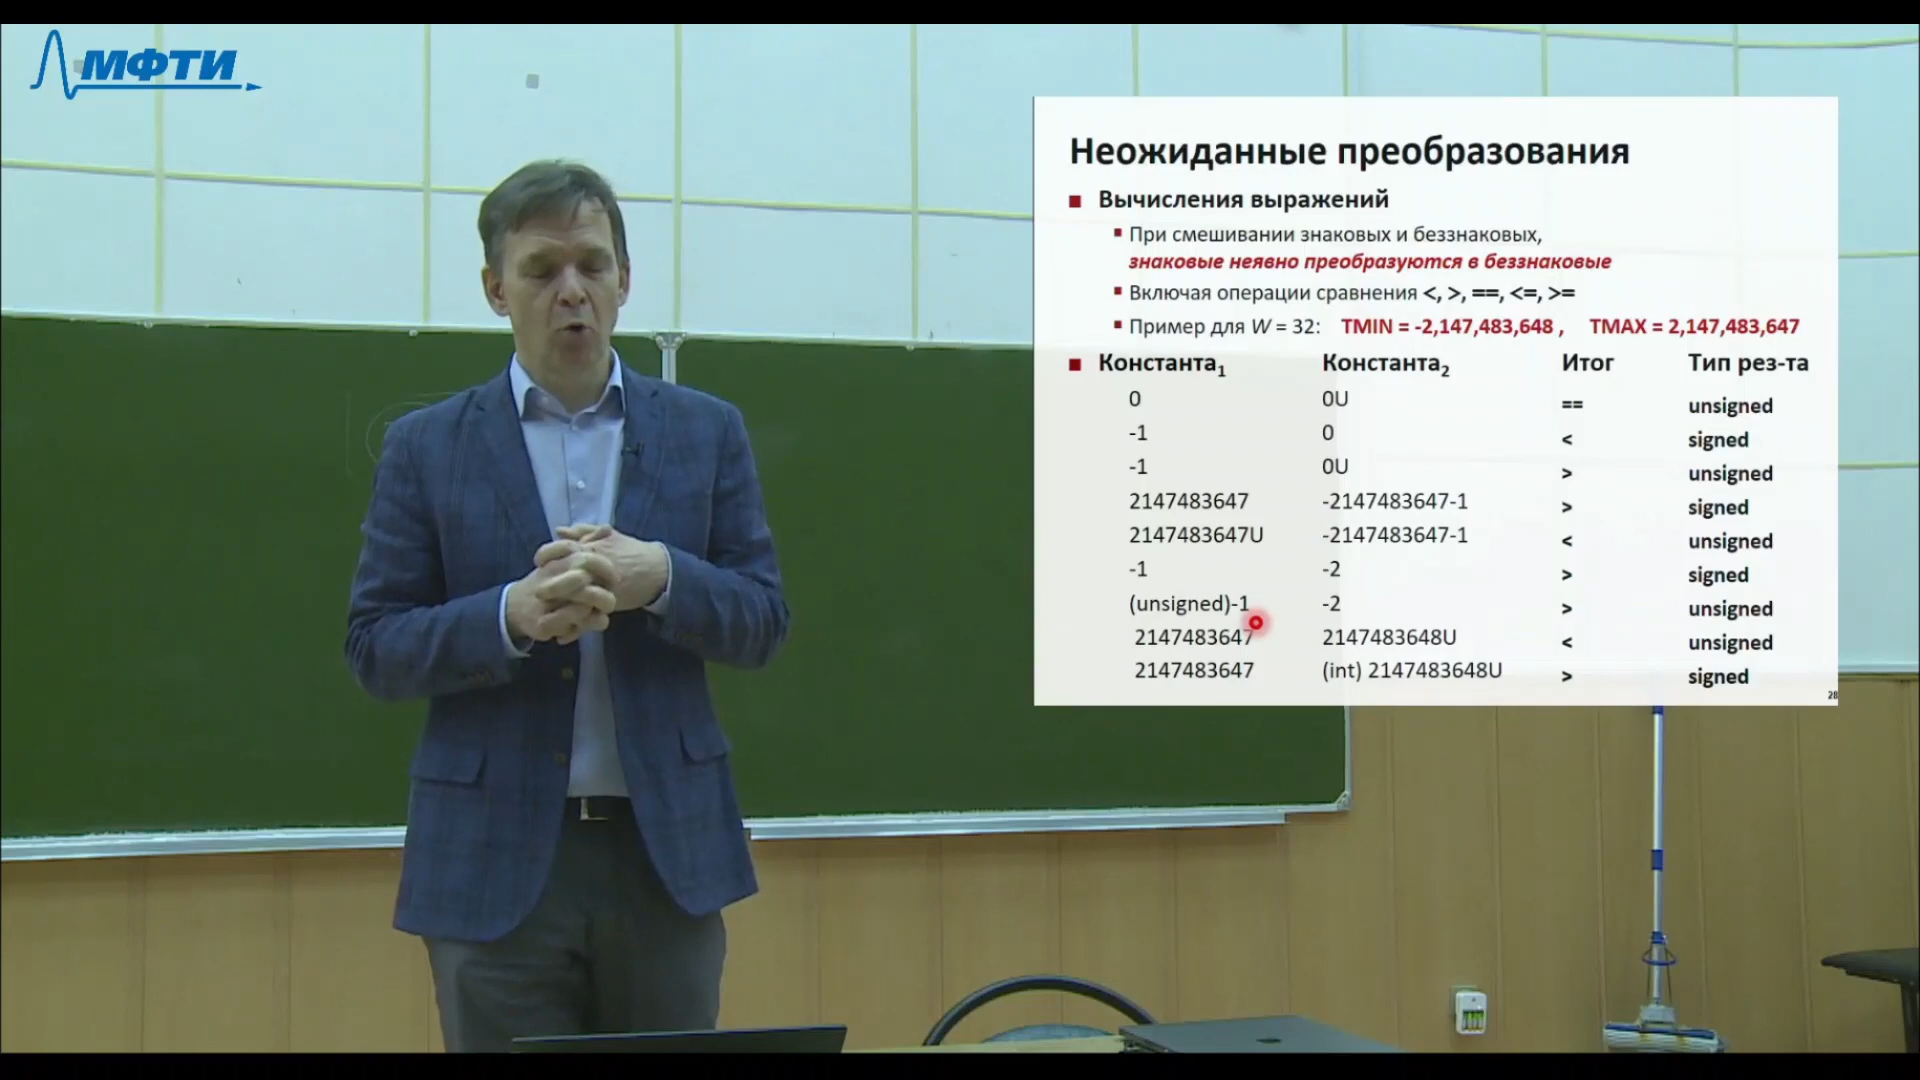 МФТИ
Неожиданные преобразования
Вычисления выражений
При смешивании знаковых и беззнаковых,
знаковые неявно преобразуются в беззнаковые
Включая операции сравнения <, >, ==, <=, >=
Пример для W = 32: TMIN = -2,147,483,648 , TMAX = 2,147,483,647
Константа1 Константа2 Итог Тип рез-та
0 0U == unsigned
-1 0 < signed
-1 0U > unsigned
2147483647 -2147483647-1 > signed
2147483647U -2147483647-1 < unsigned
-1 -2 > signed
(unsigned)-1 -2 > unsigned
2147483647 2147483648U < unsigned
2147483647 (int) 2147483648U > signed
28